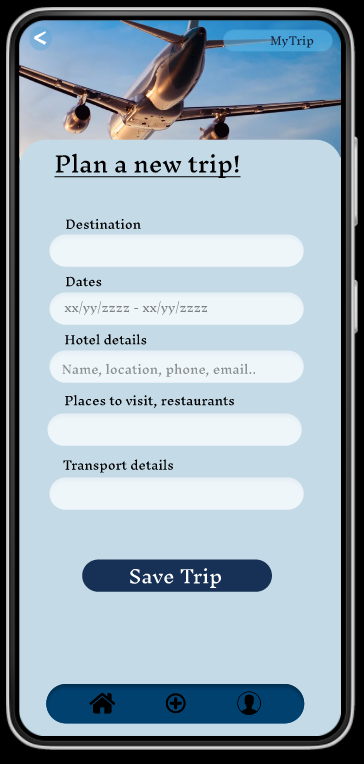 <
MyTrip
Plan a new trip!
Destination
Dates
xx/yy/zzzz - xx/yy/zzzz
Hotel details
Name, location, phone, email..
Places to visit, restaurants
Transport details
Save Trip